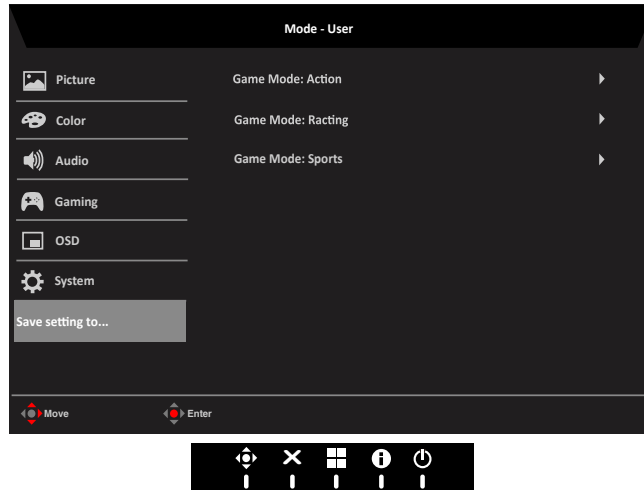 Mode - User
Picture
Game Mode: Action
Color
Game Mode: Racting
Audio
Game Mode: Sports
Gaming
OSD
System
Save setting to...
Move
Enter